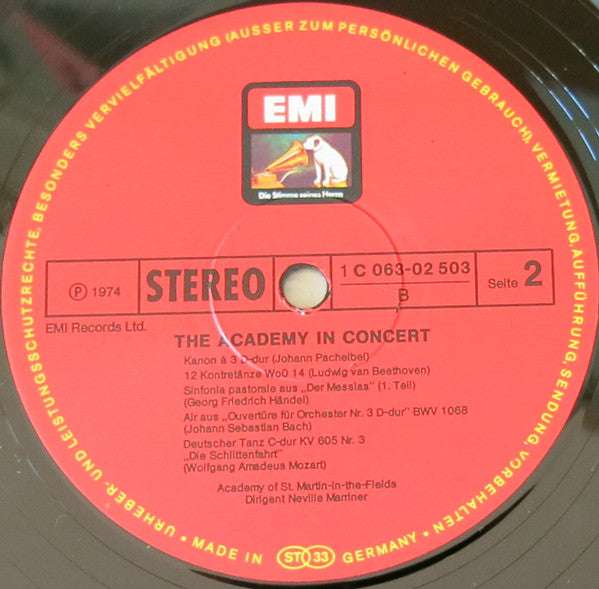 EMI
Die Stimme seines Herrn
URHEBER- UND LEISTUNGSSCHUTZRECHTE, BESONDERS VERVIELFÄLTIGUNG (AUSSER ZUM PERSÖNLICHEN GEBRAUCH), VERMIETUNG, AUFFÜHRUNG, SENDUNG, VORBEHALTEN •
℗ 1974
STEREO
1 C 063-02 503
B
Seite 2
EMI Records Ltd.
THE ACADEMY IN CONCERT
Kanon à 3 D-dur (Johann Pachelbel)
12 Kontretänze WoO 14 (Ludwig van Beethoven)
Sinfonia pastorale aus „Der Messias" (1. Teil)
(Georg Friedrich Händel)
Air aus „Ouvertüre für Orchester Nr. 3 D-dur" BWV 1068
(Johann Sebastian Bach)
Deutscher Tanz C-dur KV 605 Nr. 3
„Die Schlittenfahrt"
(Wolfgang Amadeus Mozart)
Academy of St. Martin-in-the-Fields
Dirigent Neville Marriner
• MADE IN ST 33 GERMANY •